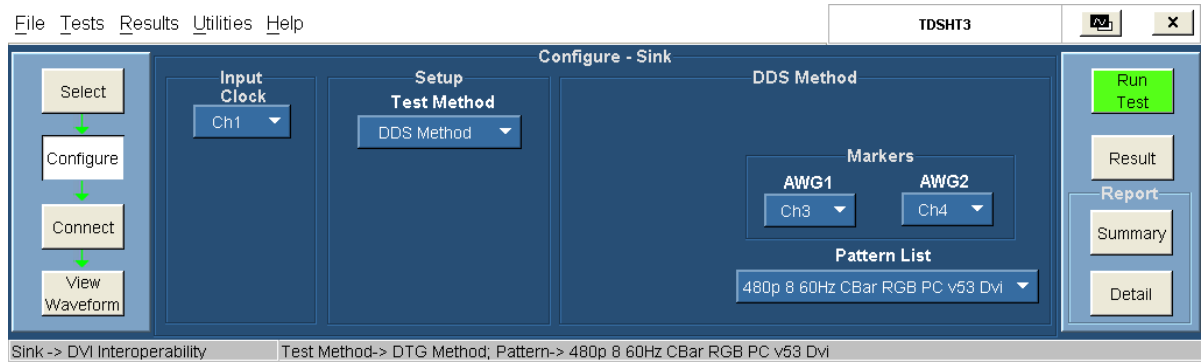 File Tests Results Utilities Help
TDSHT3
x
Configure - Sink
Select
Configure
Connect
View
Waveform
Input
Clock
Ch1
Setup
Test Method
DDS Method
DDS Method
Markers
AWG1
AWG2
Ch3
Ch4
Pattern List
480p 8 60Hz CBar RGB PC v53 Dvi
Run
Test
Result
Report
Summary
Detail
Sink -> DVI Interoperability
Test Method-> DTG Method; Pattern-> 480p 8 60Hz CBar RGB PC v53 Dvi